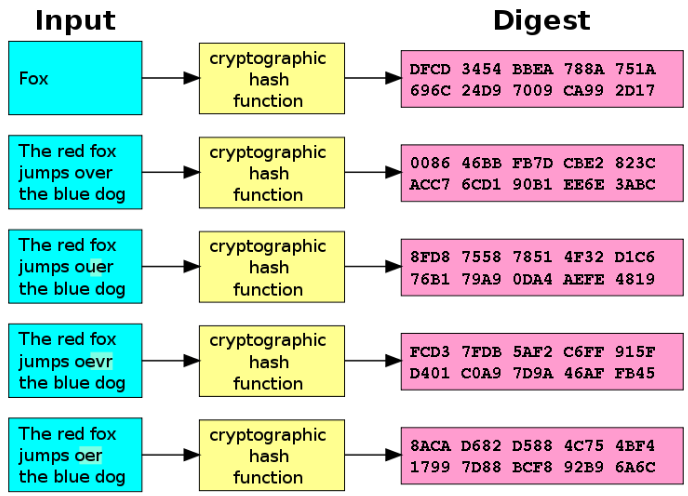 Input
Digest
Fox
cryptographic
hash
function
DFCD 3454 BBEA 788A 751A
696C 24D9 7009 CA99 2D17
The red fox
jumps over
the blue dog
cryptographic
hash
function
0086 46BB FB7D CBE2 823C
ACC7 6CD1 90B1 EE6E 3ABC
The red fox
jumps ouer
the blue dog
cryptographic
hash
function
8FD8 7558 7851 4F32 D1C6
76B1 79A9 0DA4 AEFE 4819
The red fox
jumps oevr
the blue dog
cryptographic
hash
function
FCD3 7FDB 5AF2 C6FF 915F
D401 C0A9 7D9A 46AF FB45
The red fox
jumps oer
the blue dog
cryptographic
hash
function
8ACA D682 D588 4C75 4BF4
1799 7D88 BCF8 92B9 6A6C